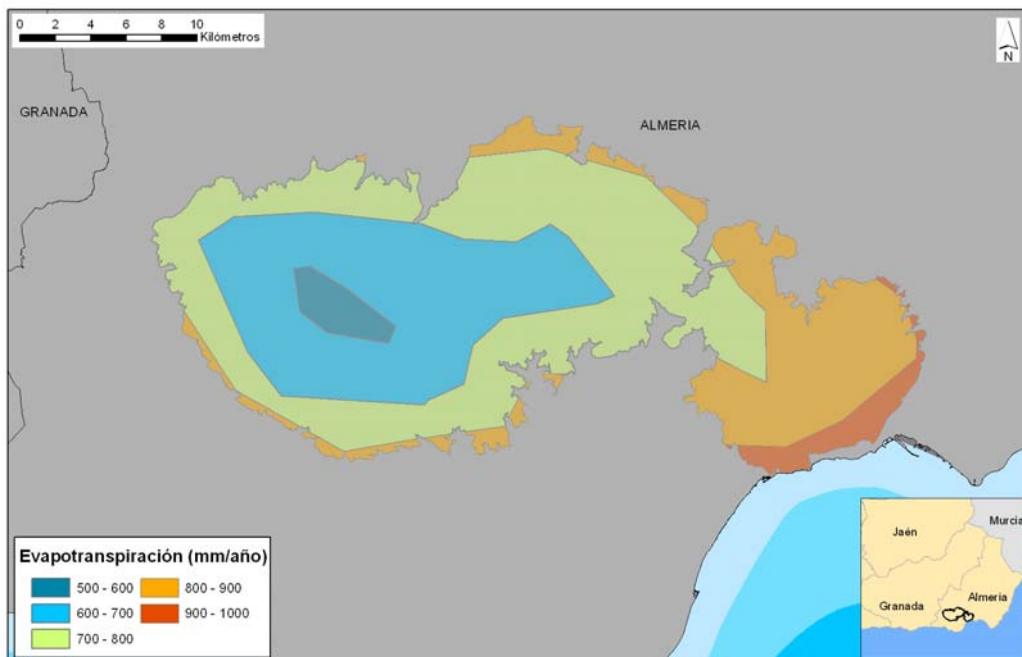 0 2 4 6 8 10
Kilómetros
N
GRANADA
ALMERIA
Evapotranspiración (mm/año)
500 - 600
800 - 900
600 - 700
900 - 1000
700 - 800
Jaén
Murcia
Granada
Almeria